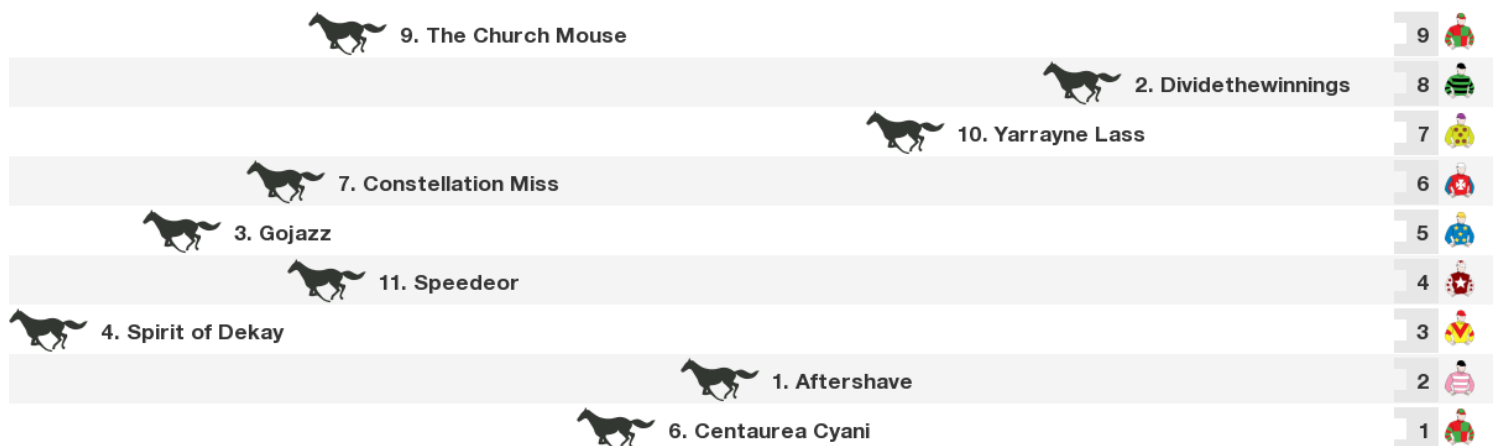 9. The Church Mouse 9
2. Dividethewinnings 8
10. Yarrayne Lass 7
7. Constellation Miss 6
3. Gojazz 5
11. Speedeor 4
4. Spirit of Dekay 3
1. Aftershave 2
6. Centaurea Cyani 1